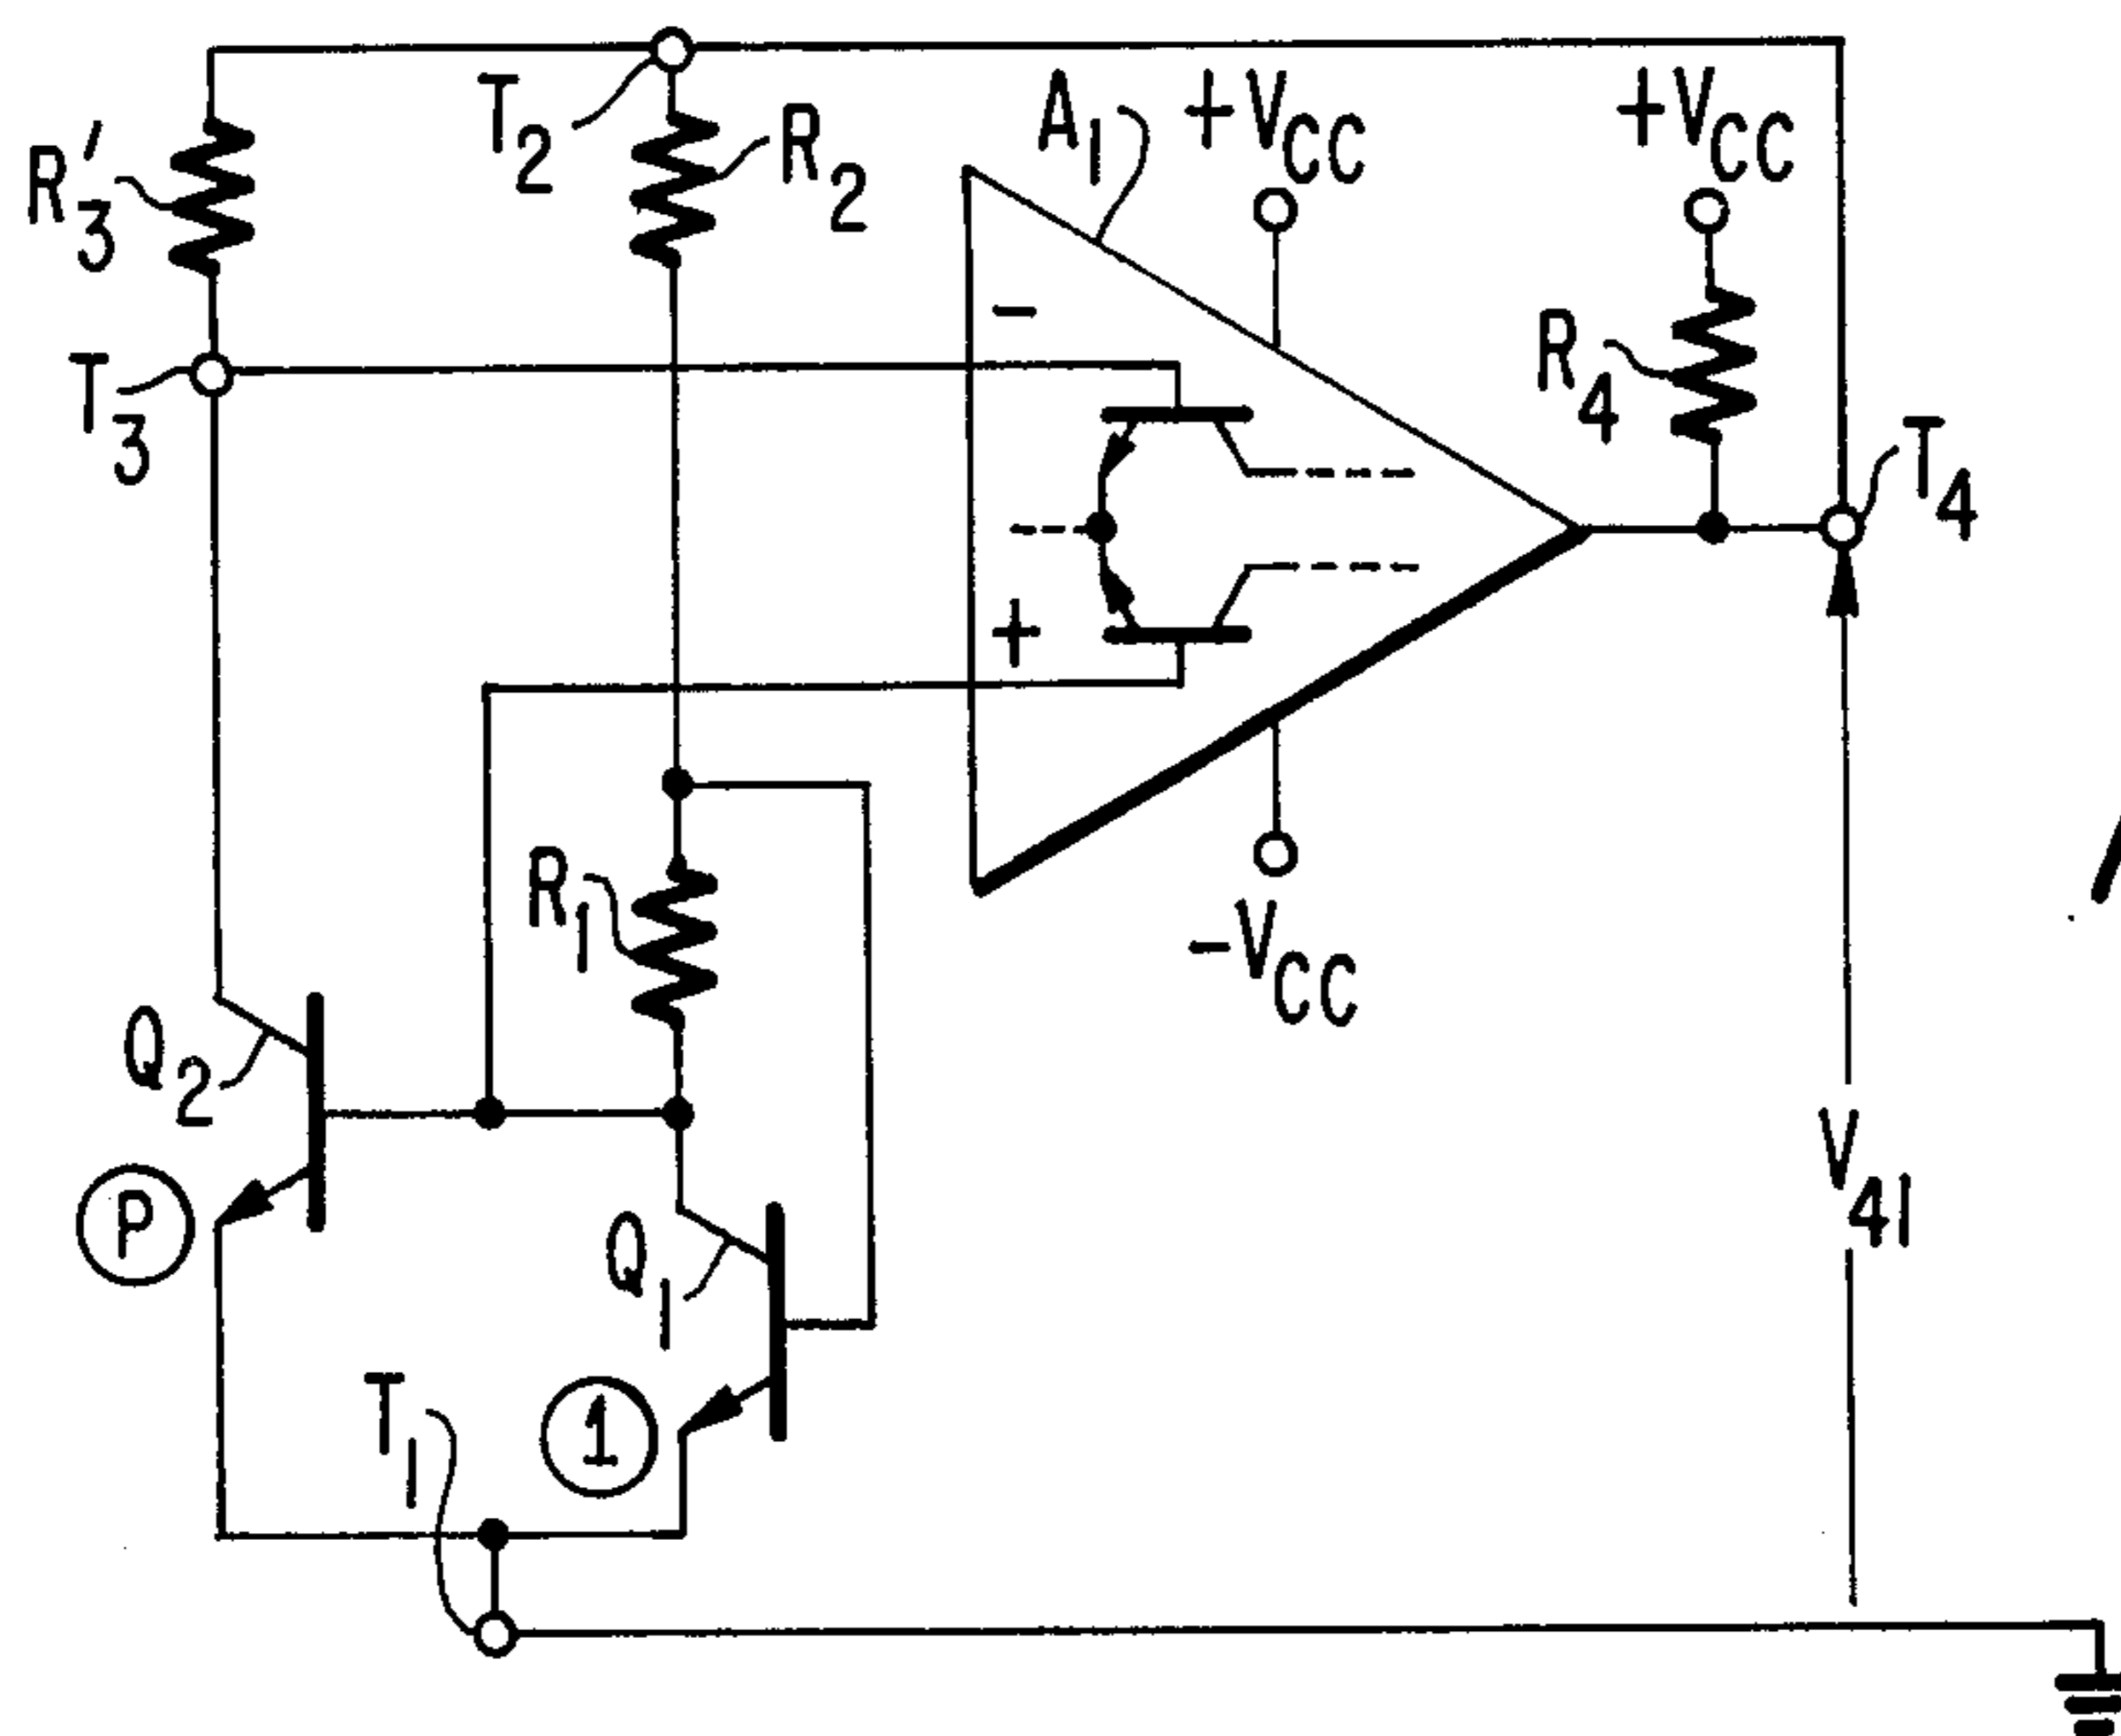 T2
R2
A1
+VCC
+VCC
R'3
T3
-
R4
T4
+
R1
-VCC
Q2
P
V41
Q1
T1
1